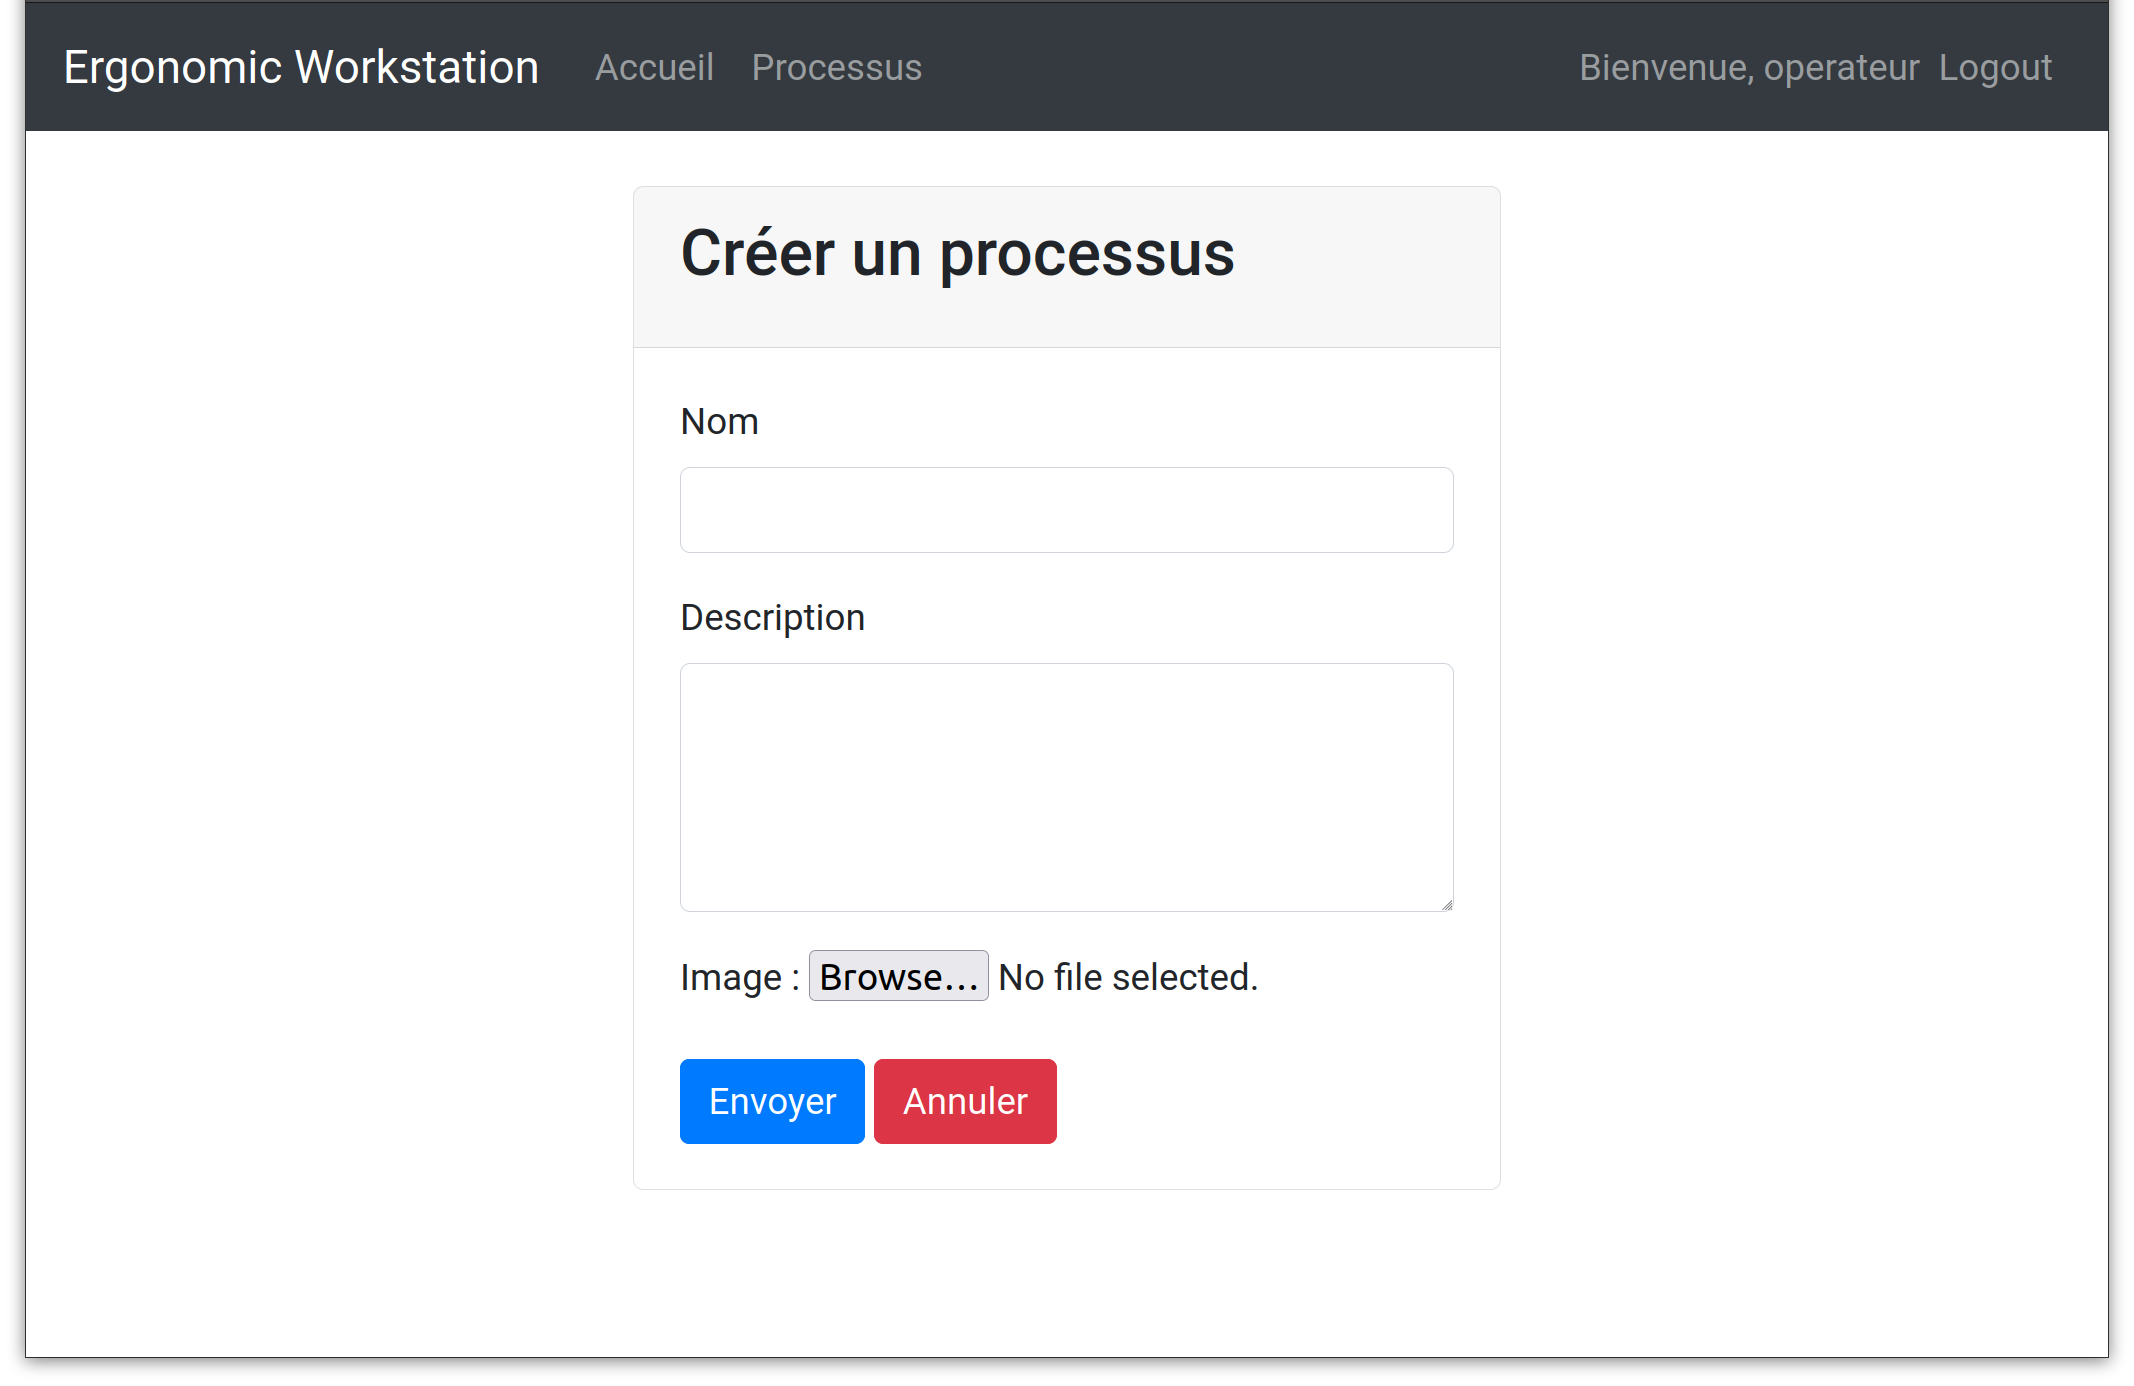 Ergonomic Workstation Accueil Processus Bienvenue, operateur Logout
Créer un processus
Nom
Description
Image : Browse... No file selected.
Envoyer Annuler